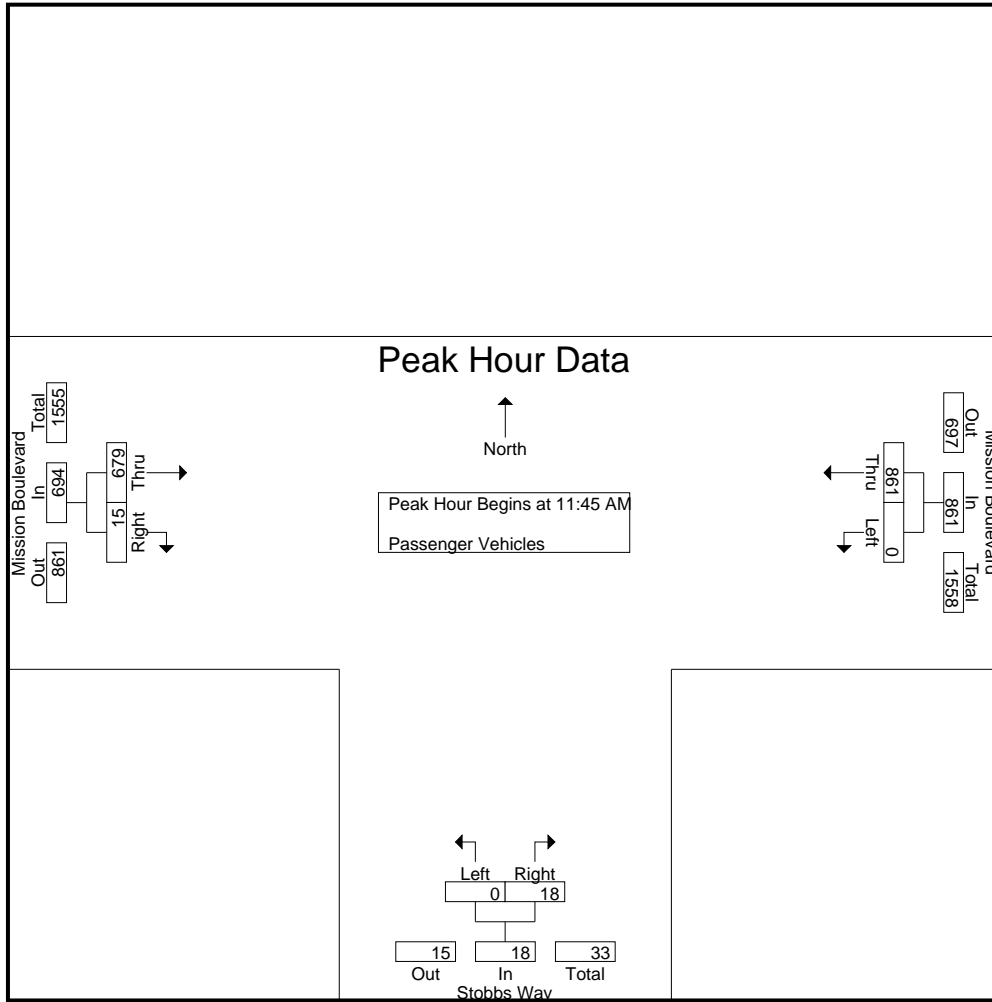 Peak Hour Data
North
Peak Hour Begins at 11:45 AM
Passenger Vehicles
Mission Boulevard
Total
1555
In
694
Out
861
679
Thru
15
Right
Mission Boulevard
Out
697
In
861
Total
1558
861
Thru
0
Left
Left Right
0 18
15 18 33
Out In Total
Stobbs Way